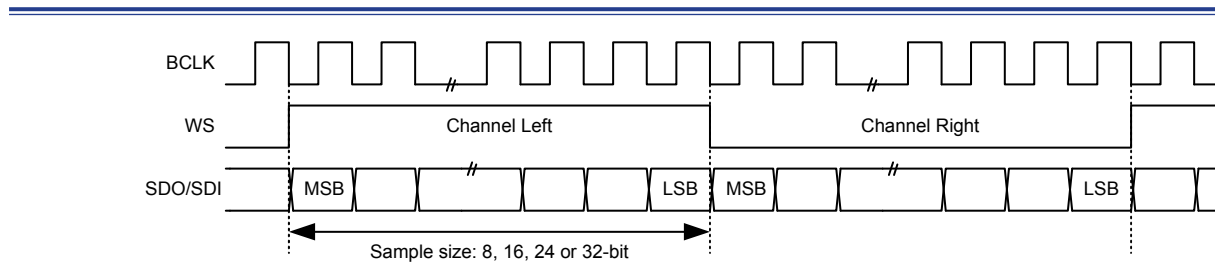 BCLK
WS
Channel Left
Channel Right
SDO/SDI
MSB
LSB
MSB
LSB
Sample size: 8, 16, 24 or 32-bit